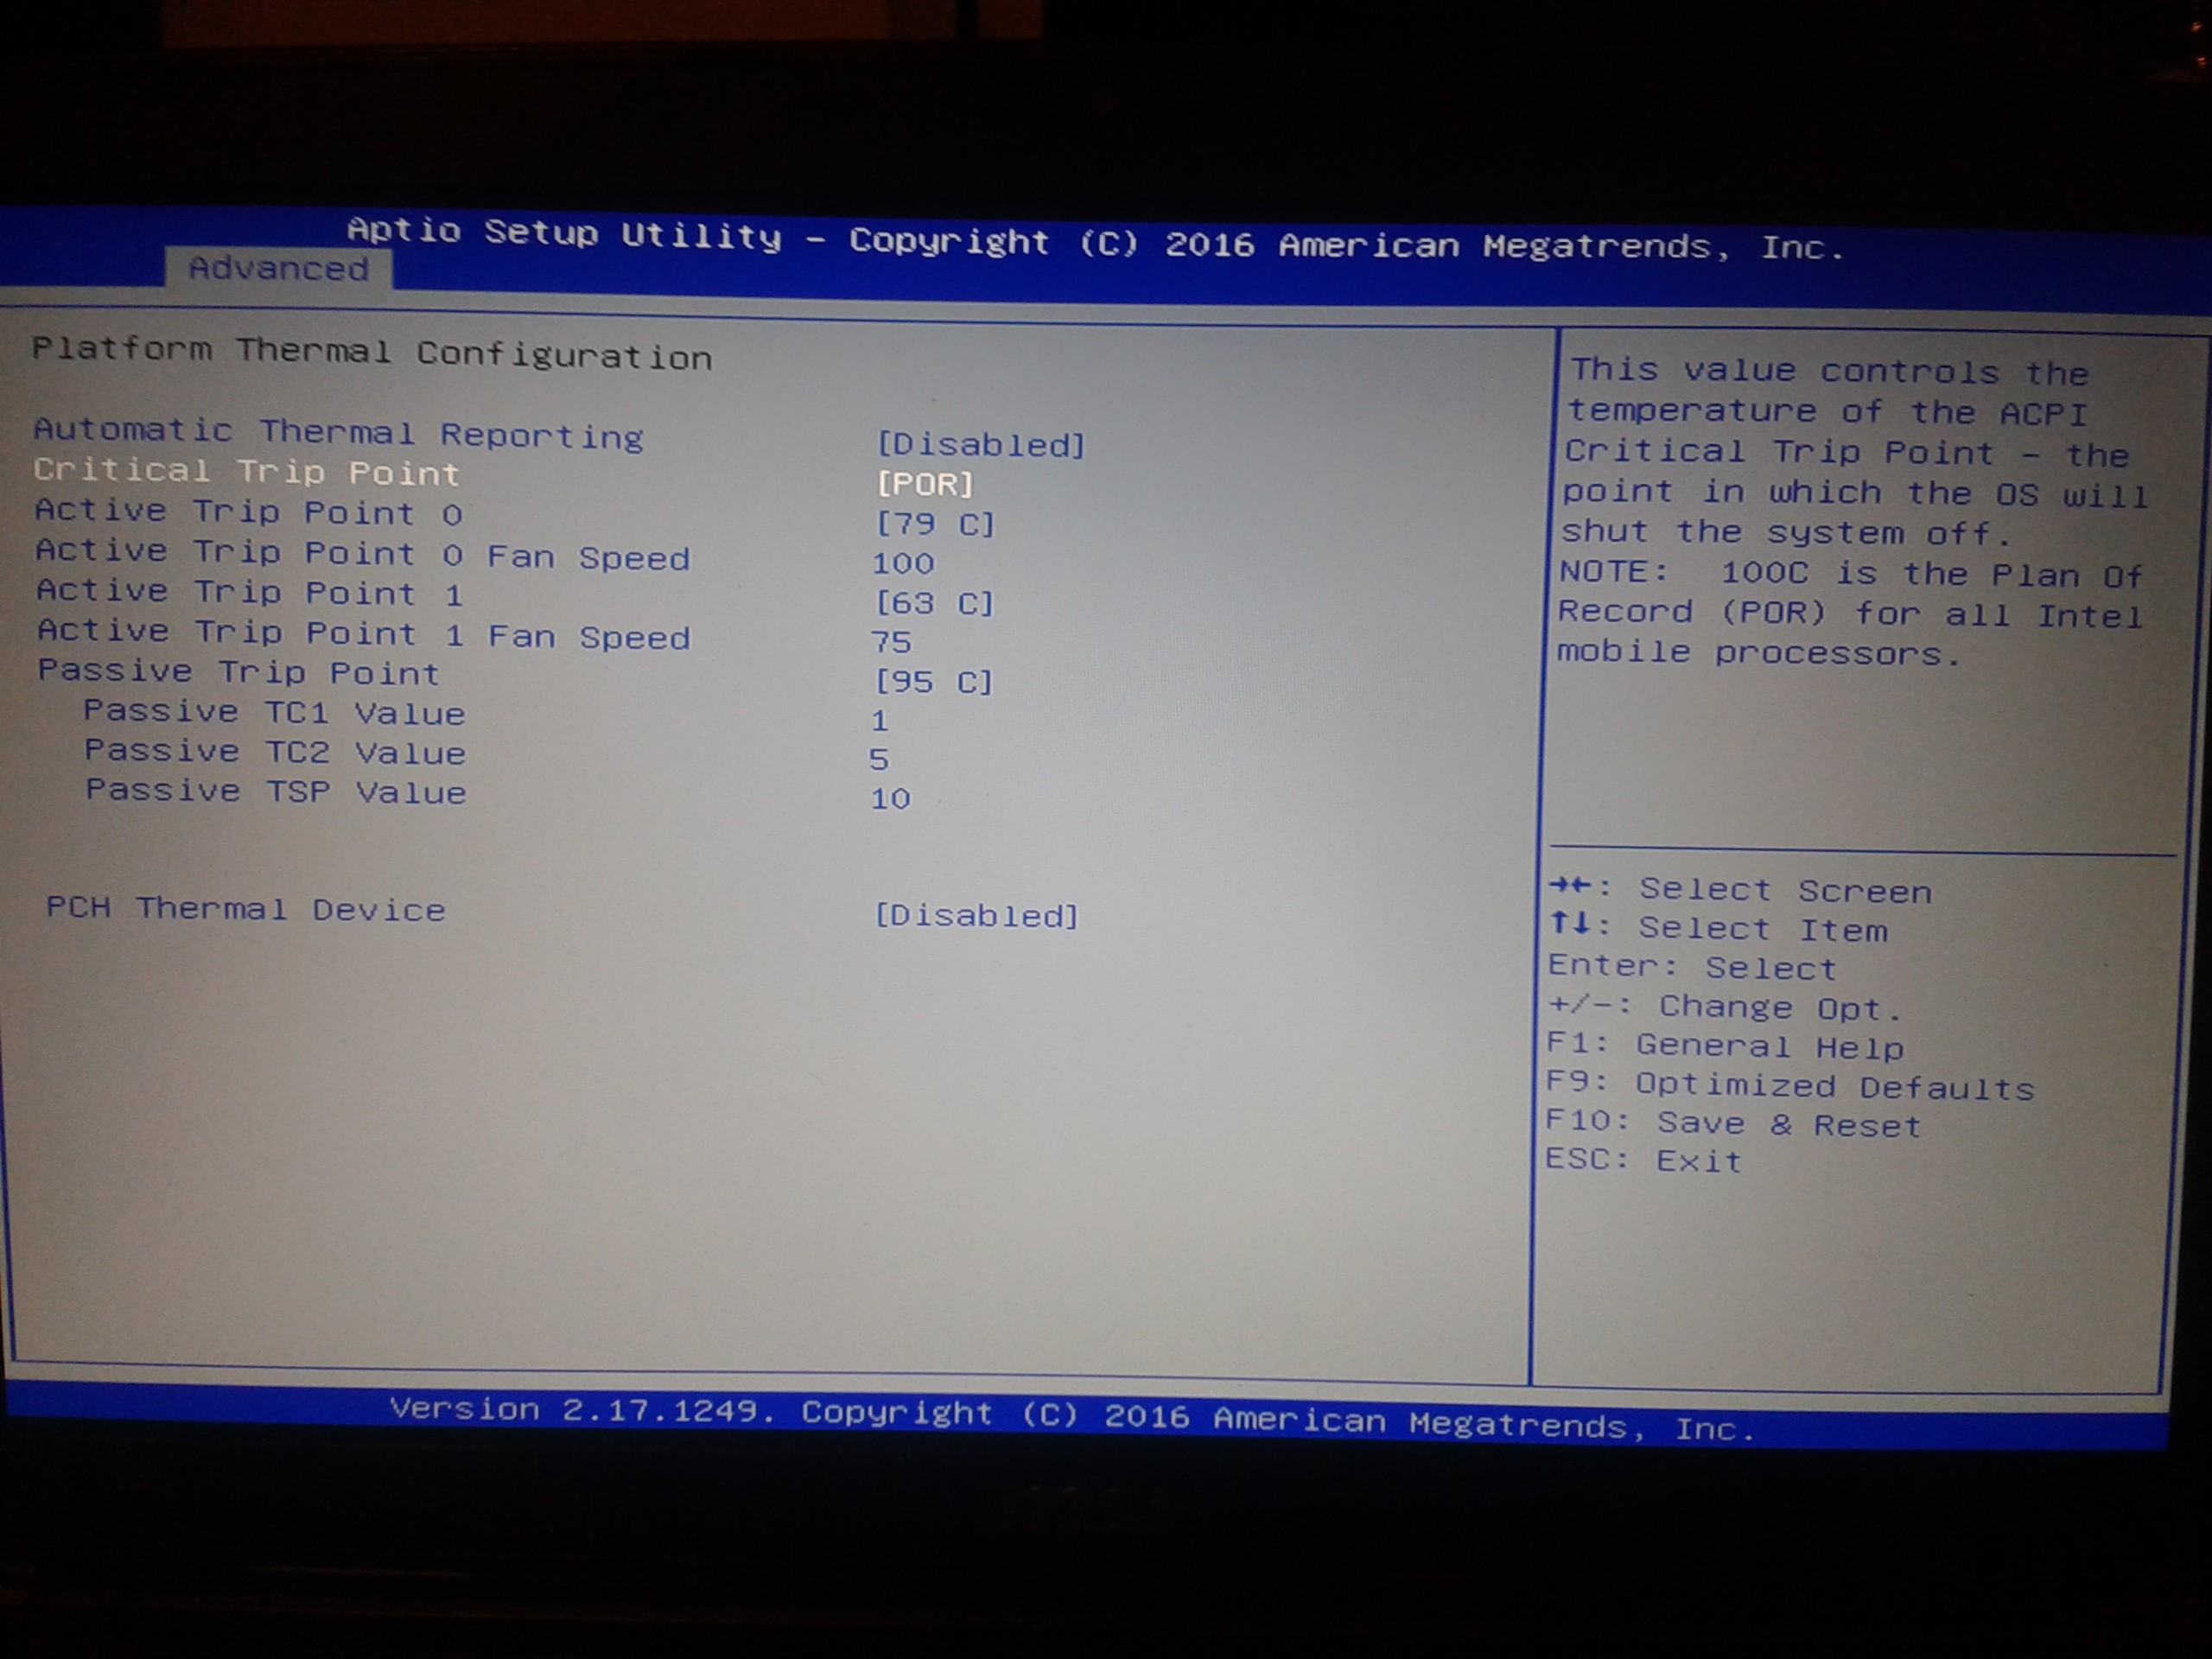 Aptio Setup Utility - Copyright (C) 2016 American Megatrends, Inc.
Advanced
Platform Thermal Configuration
Automatic Thermal Reporting [Disabled]
Critical Trip Point [POR]
Active Trip Point 0 [79 C]
Active Trip Point 0 Fan Speed 100
Active Trip Point 1 [63 C]
Active Trip Point 1 Fan Speed 75
Passive Trip Point [95 C]
Passive TC1 Value 1
Passive TC2 Value 5
Passive TSP Value 10
PCH Thermal Device [Disabled]
This value controls the
temperature of the ACPI
Critical Trip Point - the
point in which the OS will
shut the system off.
NOTE: 100C is the Plan Of
Record (POR) for all Intel
mobile processors.
→←: Select Screen
↑↓: Select Item
Enter: Select
+/-: Change Opt.
F1: General Help
F9: Optimized Defaults
F10: Save & Reset
ESC: Exit
Version 2.17.1249. Copyright (C) 2016 American Megatrends, Inc.